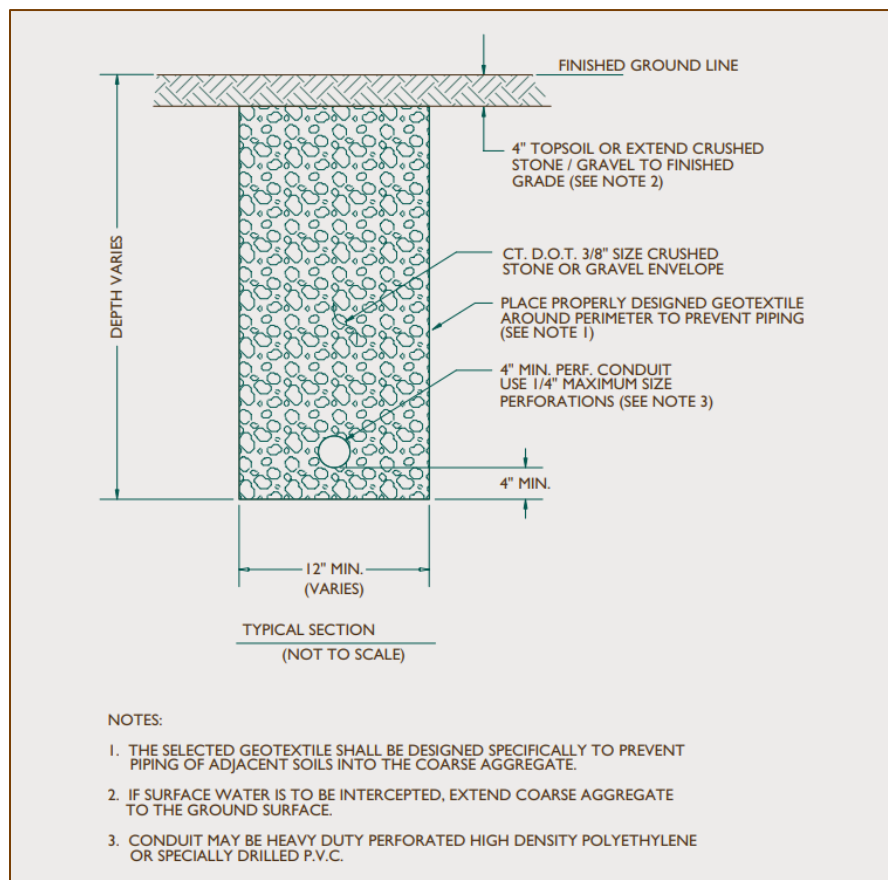 FINISHED GROUND LINE
4" TOPSOIL OR EXTEND CRUSHED
STONE / GRAVEL TO FINISHED
GRADE (SEE NOTE 2)
DEPTH VARIES
CT. D.O.T. 3/8" SIZE CRUSHED
STONE OR GRAVEL ENVELOPE
PLACE PROPERLY DESIGNED GEOTEXTILE
AROUND PERIMETER TO PREVENT PIPING
(SEE NOTE 1)
4" MIN. PERF. CONDUIT
USE 1/4" MAXIMUM SIZE
PERFORATIONS (SEE NOTE 3)
4" MIN.
12" MIN.
(VARIES)
TYPICAL SECTION
(NOT TO SCALE)
NOTES:
1. THE SELECTED GEOTEXTILE SHALL BE DESIGNED SPECIFICALLY TO PREVENT
PIPING OF ADJACENT SOILS INTO THE COARSE AGGREGATE.
2. IF SURFACE WATER IS TO BE INTERCEPTED, EXTEND COARSE AGGREGATE
TO THE GROUND SURFACE.
3. CONDUIT MAY BE HEAVY DUTY PERFORATED HIGH DENSITY POLYETHYLENE
OR SPECIALLY DRILLED P.V.C.